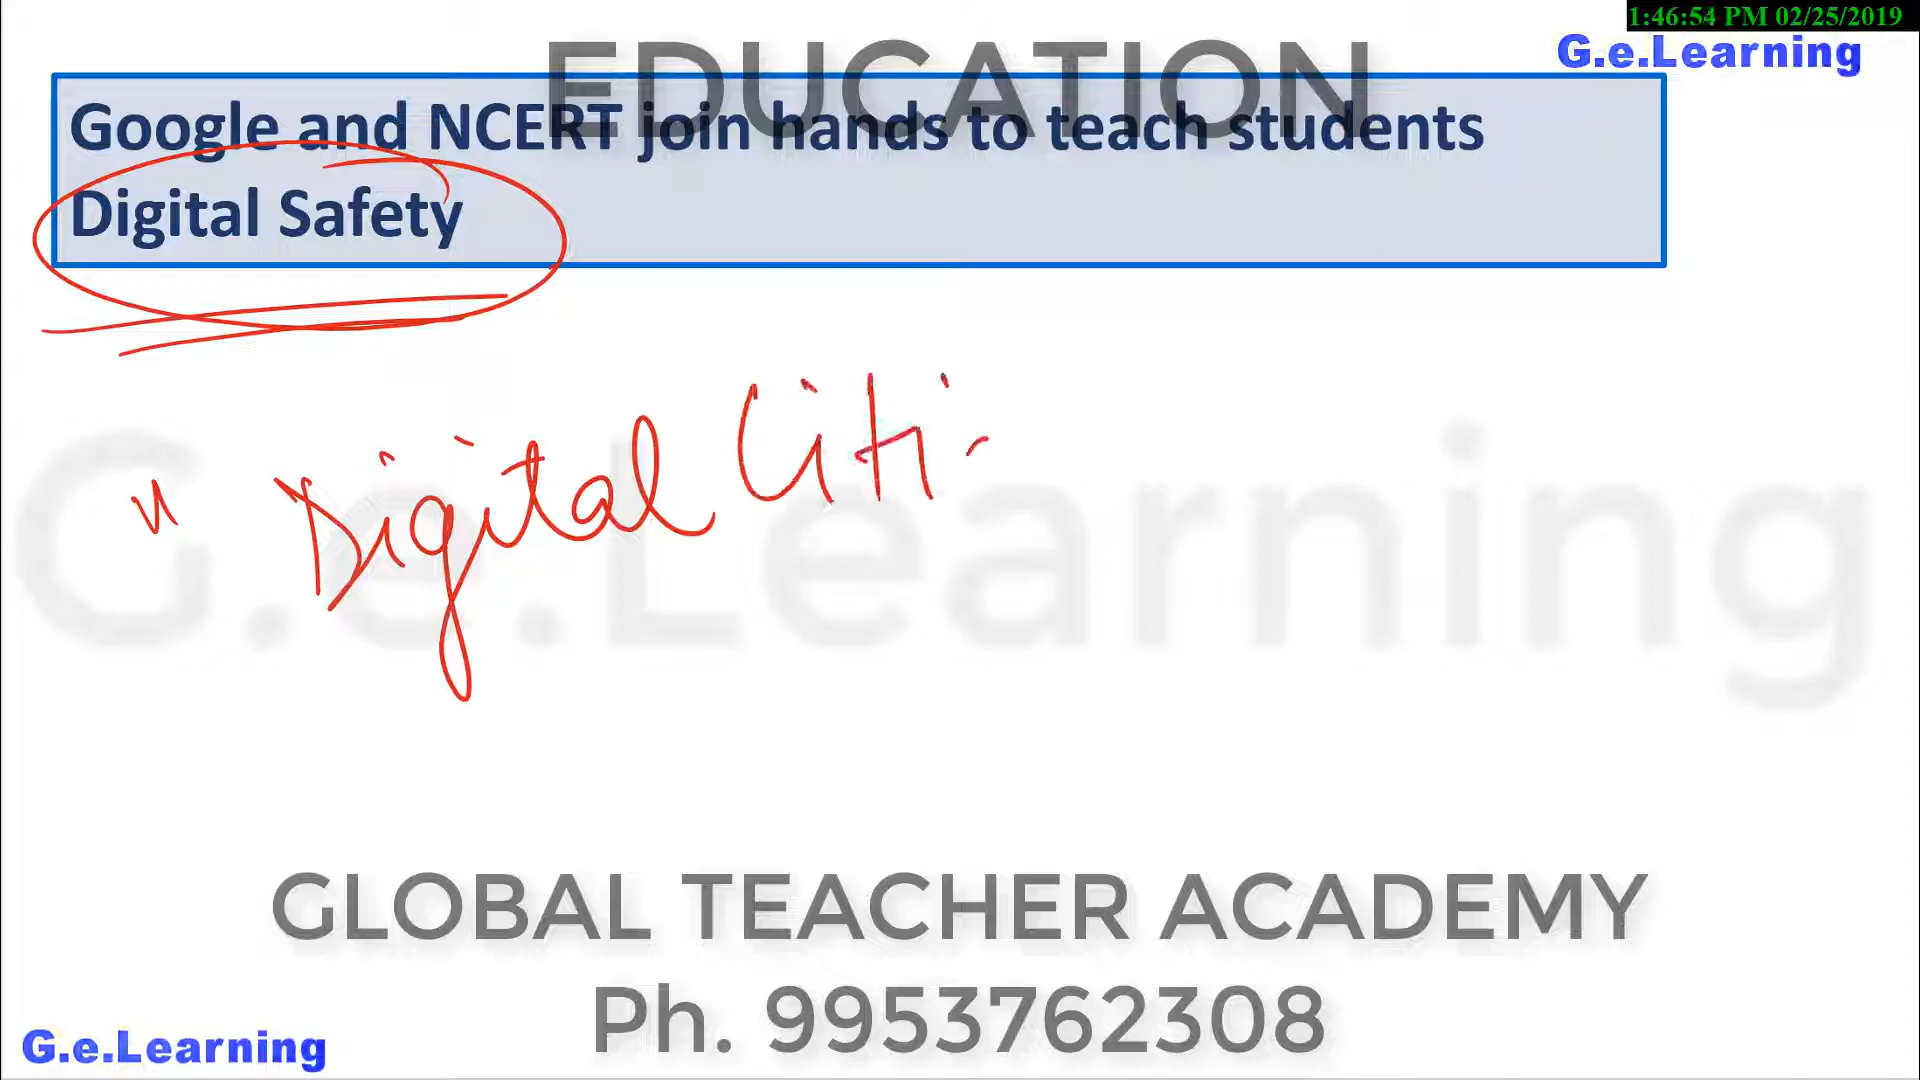 1:46:54 PM 02/25/2019
G.e.Learning
EDUCATION
Google and NCERT join hands to teach students
Digital Safety
" Digital Citi
G.e.Learning
GLOBAL TEACHER ACADEMY
Ph. 9953762308
G.e.Learning